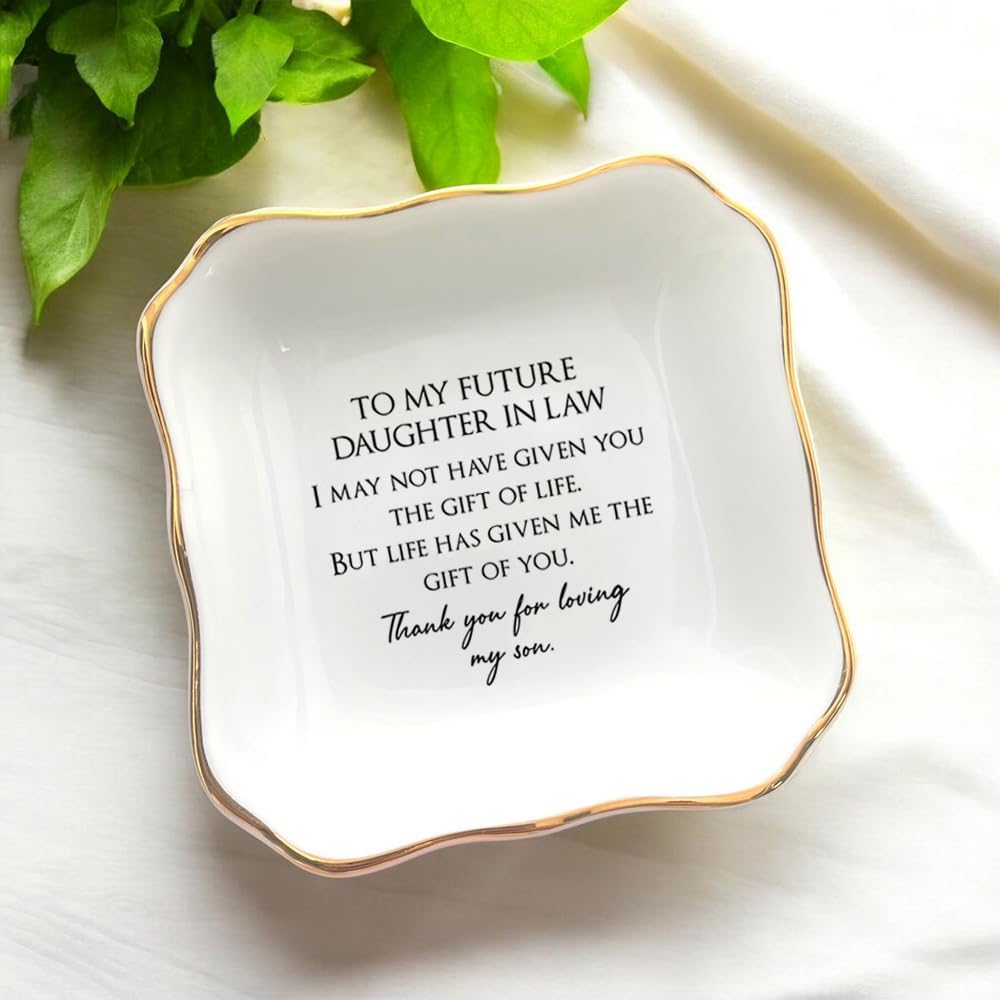 TO MY FUTURE
DAUGHTER IN LAW
I MAY NOT HAVE GIVEN YOU
THE GIFT OF LIFE.
BUT LIFE HAS GIVEN ME THE
GIFT OF YOU.
Thank you for loving
my son.